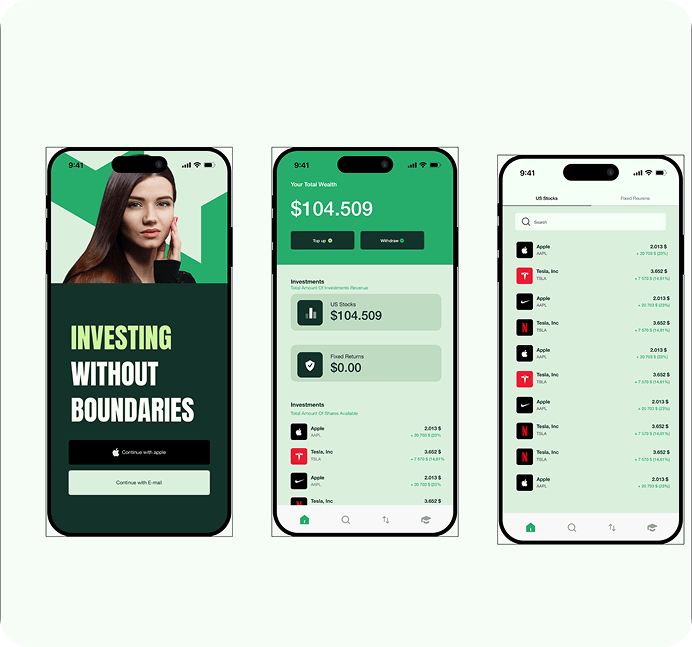 9:41
INVESTING
WITHOUT
BOUNDARIES
Continue with apple
Continue with E-mail
9:41
Your Total Wealth
$104.509
Top up
Withdraw
Investments
Total Amount Of Investments Revenue
US Stocks
$104.509
Fixed Returns
$0.00
Investments
Total Amount Of Shares Available
Apple 2.013 $
AAPL + 20 703 $ (23%
Tesla, Inc 3.652 $
TSLA + 7 570 $ (14,81%
Apple 2.013 $
AAPL + 20 703 $ (23%
Tesla, Inc 3.652 $
9:41
US Stocks Fixed Reurens
Search
Apple 2.013 $
AAPL + 20 703 $ (23%)
Tesla, Inc 3.652 $
TSLA + 7 570 $ (14,81%)
Apple 2.013 $
AAPL + 20 703 $ (23%)
Tesla, Inc 3.652 $
TSLA + 7 570 $ (14,81%)
Apple 2.013 $
AAPL + 20 703 $ (23%)
Tesla, Inc 3.652 $
TSLA + 7 570 $ (14,81%)
Apple 2.013 $
AAPL + 20 703 $ (23%)
Tesla, Inc 3.652 $
TSLA + 7 570 $ (14,81%)
Tesla, Inc 3.652 $
TSLA + 7 570 $ (14,81%)
Apple 2.013 $
AAPL + 20 703 $ (23%)